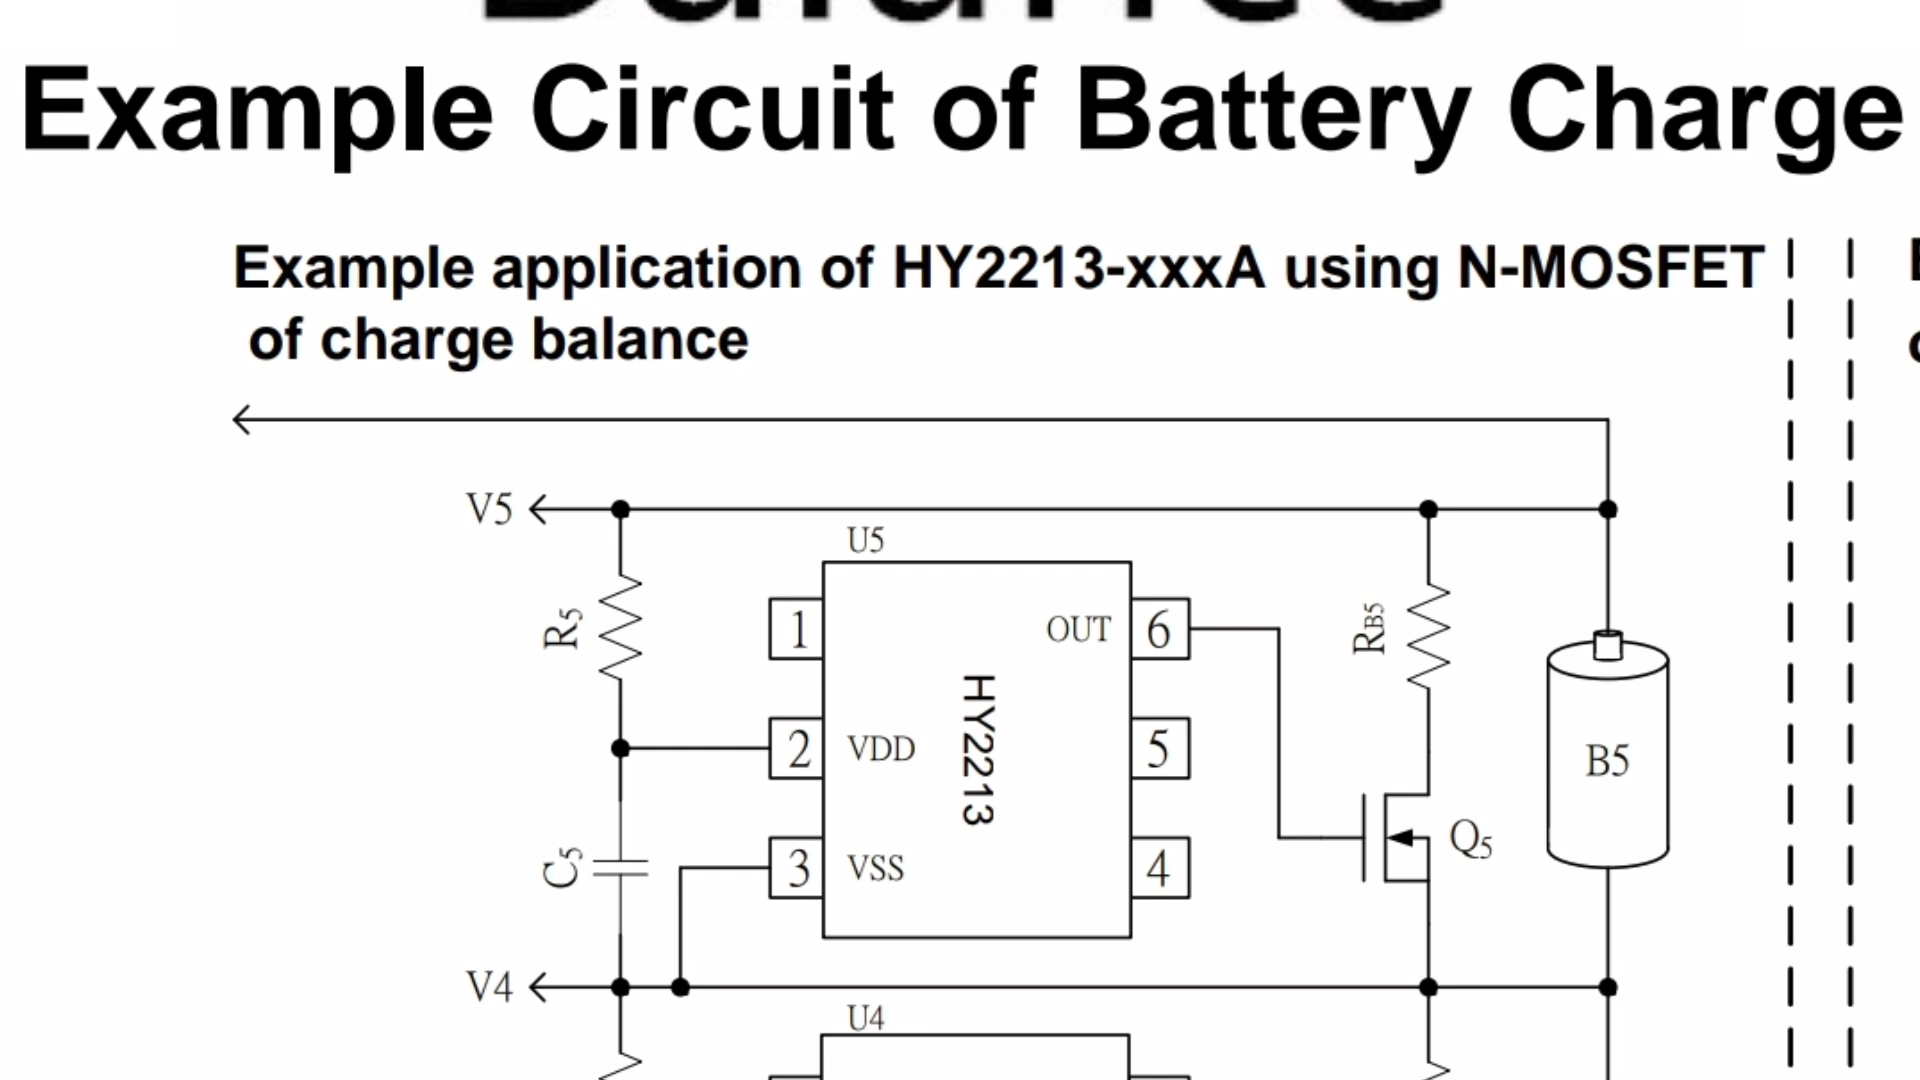 Example Circuit of Battery Charge
Example application of HY2213-xxxA using N-MOSFET
of charge balance
V5
U5
R5
1
OUT
6
RB5
HY2213
2
VDD
5
B5
C5
3
VSS
4
Q5
V4
U4